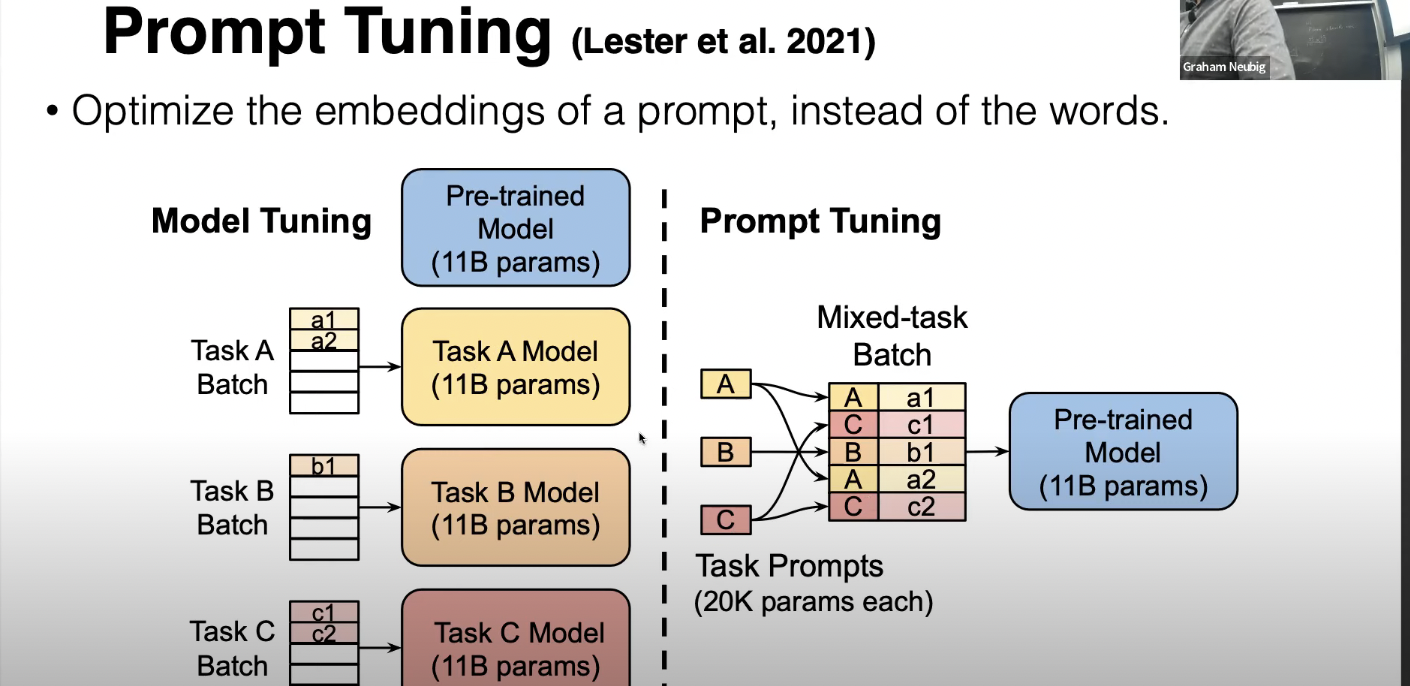 Prompt Tuning (Lester et al. 2021)
Graham Neubig
• Optimize the embeddings of a prompt, instead of the words.
Model Tuning
Pre-trained
Model
(11B params)
Task A
Batch
a1
a2
Task A Model
(11B params)
Task B
Batch
b1
Task B Model
(11B params)
Task C
Batch
c1
c2
Task C Model
(11B params)
Prompt Tuning
Mixed-task
Batch
A
B
C
A a1
C c1
B b1
A a2
C c2
Pre-trained
Model
(11B params)
Task Prompts
(20K params each)